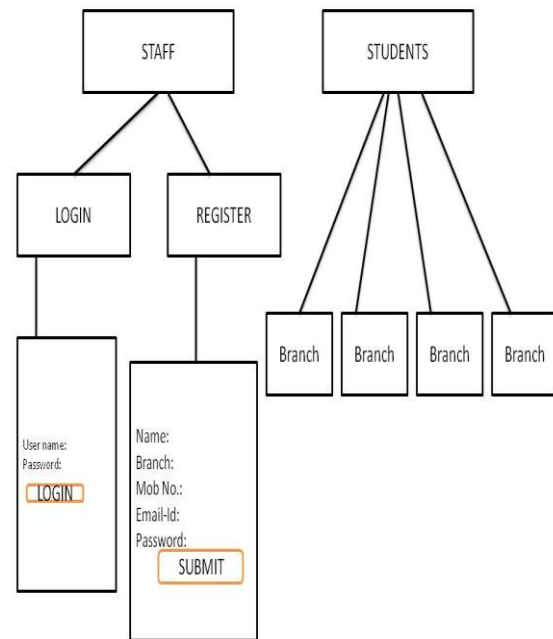 STAFF
STUDENTS
LOGIN
REGISTER
Branch
Branch
Branch
Branch
User name:
Password:
LOGIN
Name:
Branch:
Mob No.:
Email-Id:
Password:
SUBMIT